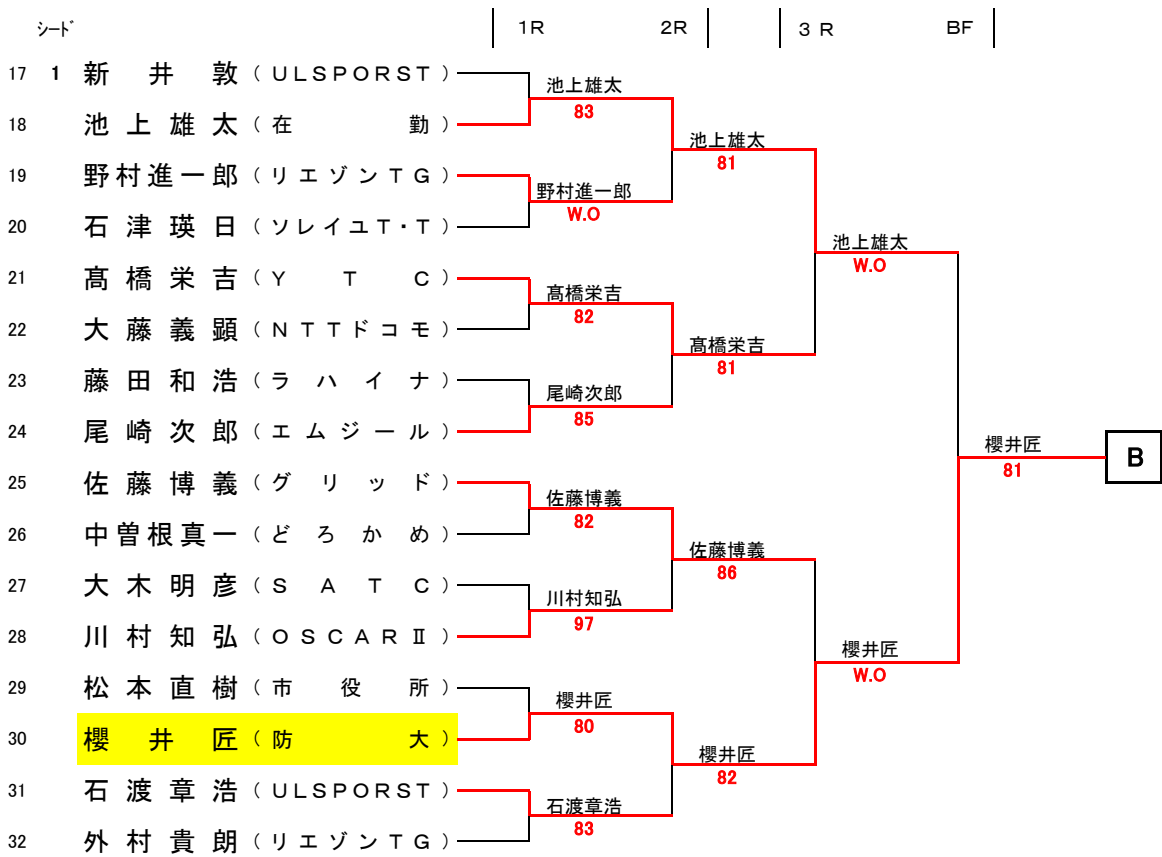 シード 1R 2R 3R BF
17 1 新井敦(ULSPORST)
池上雄太
83
18 池上雄太(在勤)
池上雄太
81
19 野村進一郎(リエゾンTG)
野村進一郎
W.O
20 石津瑛日(ソレイユT・T)
池上雄太
W.O
21 髙橋栄吉(YTC)
髙橋栄吉
82
22 大藤義顕(NTTドコモ)
髙橋栄吉
81
23 藤田和浩(ラハイナ)
尾崎次郎
85
24 尾崎次郎(エムジール)
櫻井匠
81
B
25 佐藤博義(グリッド)
佐藤博義
82
26 中曽根真一(どろかめ)
佐藤博義
86
27 大木明彦(SATC)
川村知弘
97
28 川村知弘(OSCARⅡ)
櫻井匠
W.O
29 松本直樹(市役所)
櫻井匠
80
30 櫻井匠(防大)
櫻井匠
82
31 石渡章浩(ULSPORST)
石渡章浩
83
32 外村貴朗(リエゾンTG)